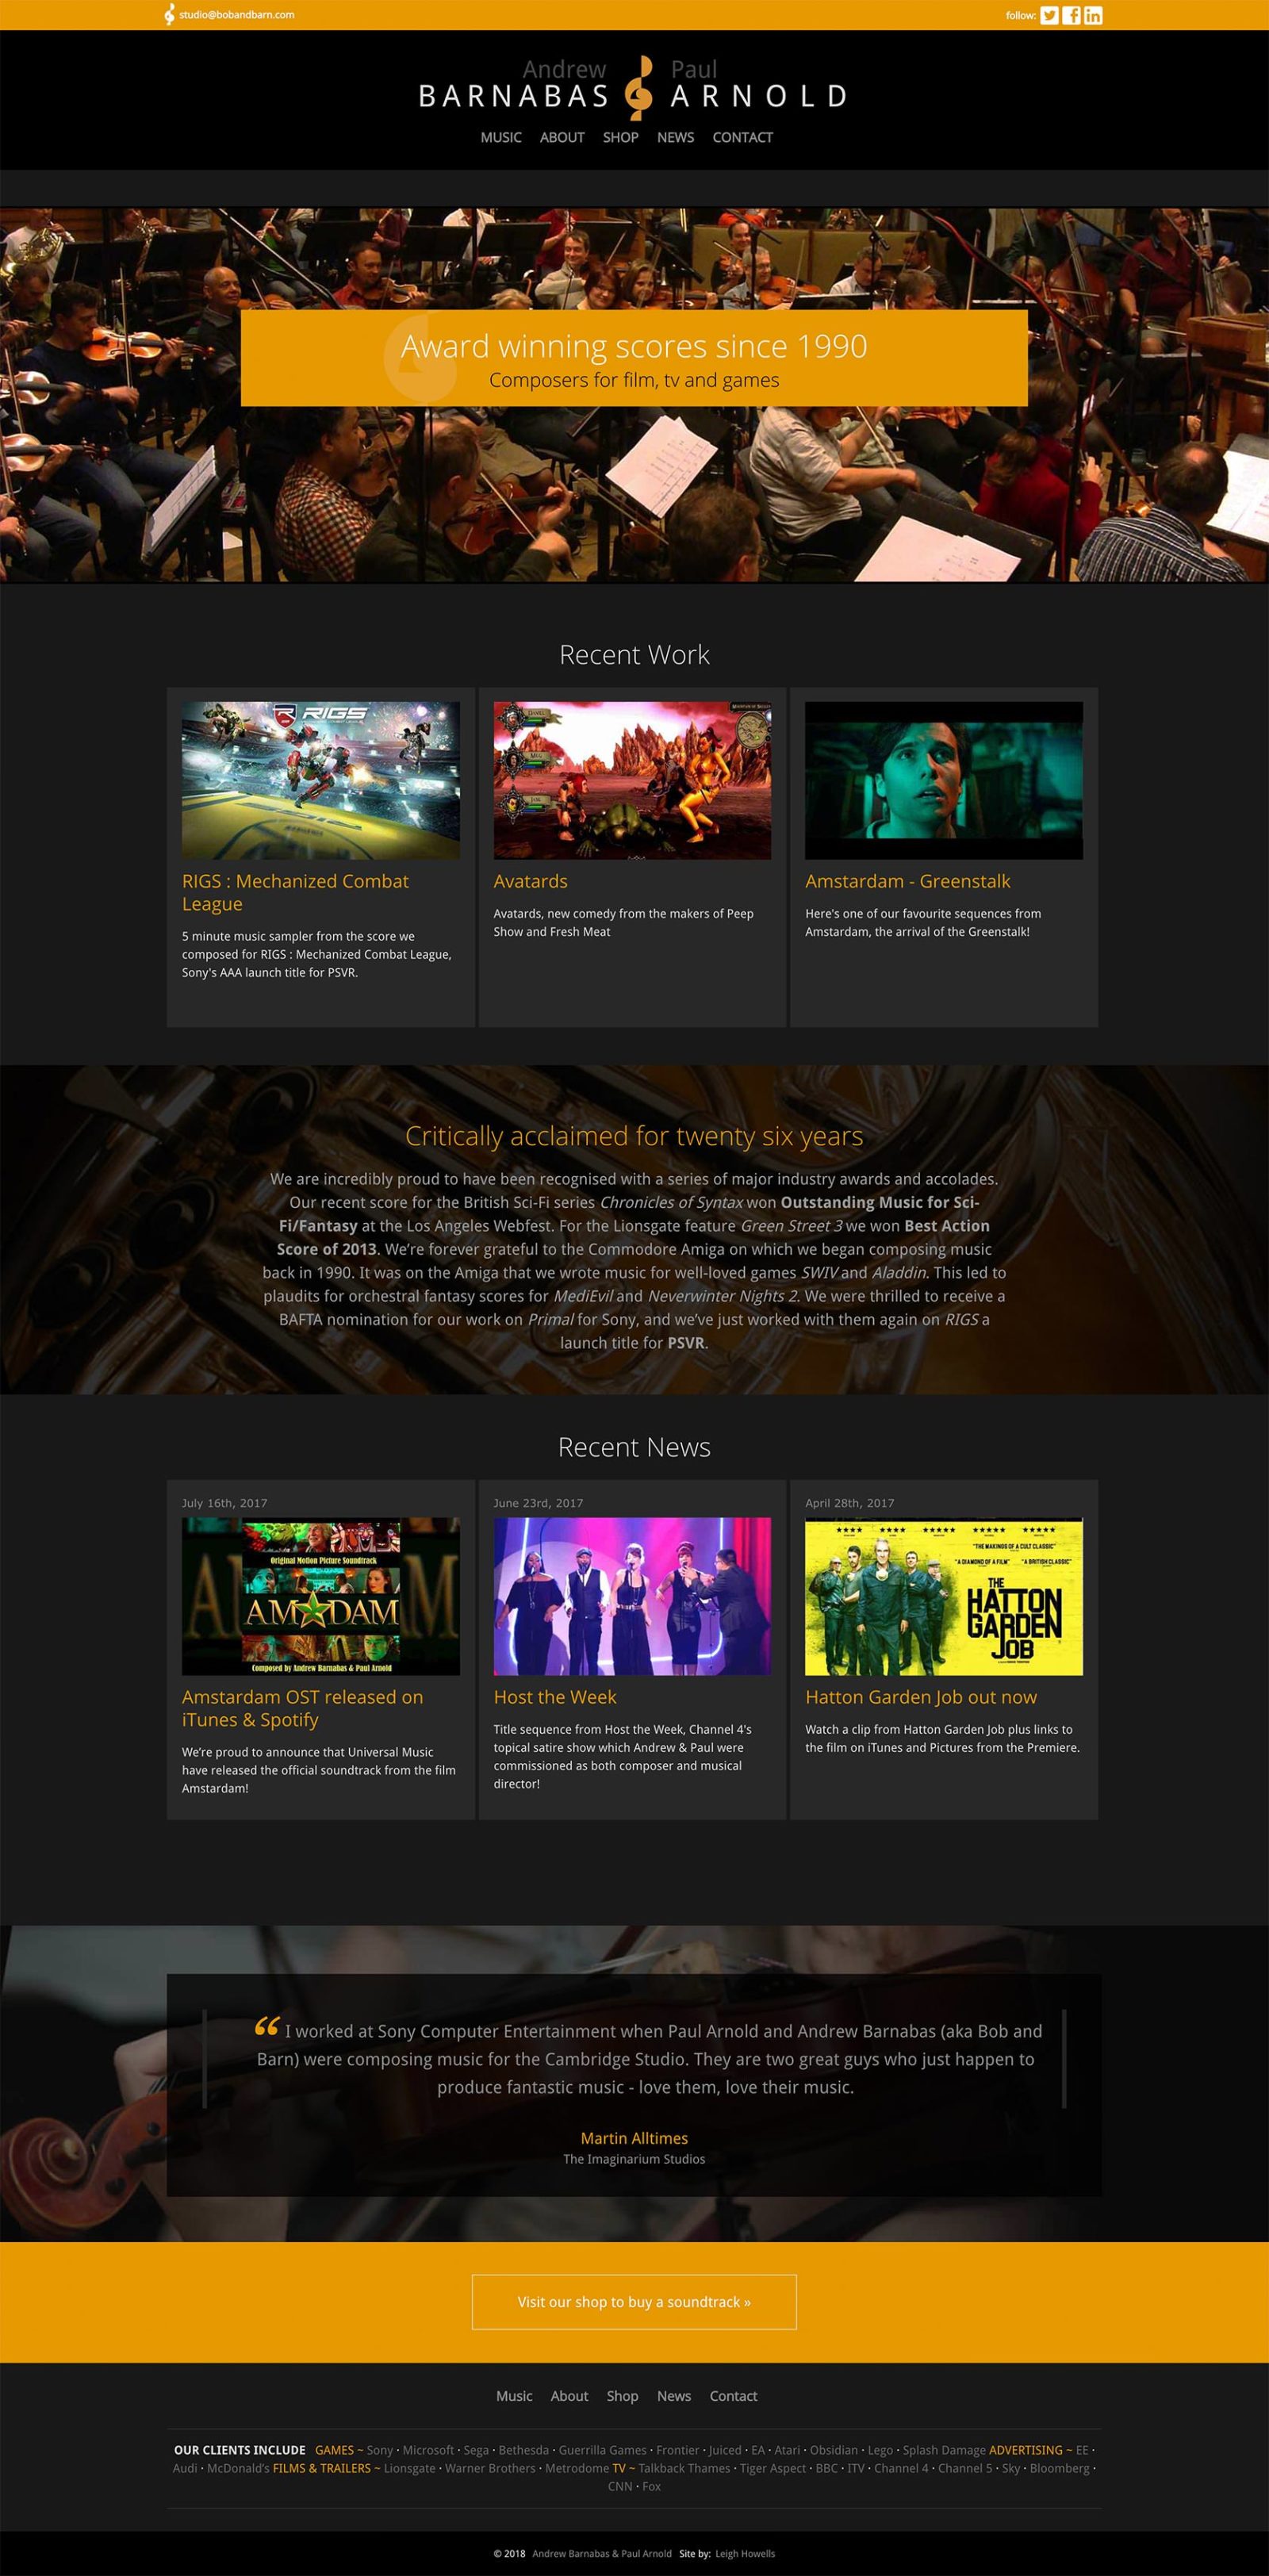 studio@bobandbarn.com
follow:
Andrew Paul
BARNABAS ARNOLD
MUSIC ABOUT SHOP NEWS CONTACT
Award winning scores since 1990
Composers for film, tv and games
Recent Work
RIGS
RIGS : Mechanized Combat
League
5 minute music sampler from the score we
composed for RIGS : Mechanized Combat League,
Sony's AAA launch title for PSVR.
Avatards
Avatards, new comedy from the makers of Peep
Show and Fresh Meat
Amstardam - Greenstalk
Here's one of our favourite sequences from
Amstardam, the arrival of the Greenstalk!
Critically acclaimed for twenty six years
We are incredibly proud to have been recognised with a series of major industry awards and accolades.
Our recent score for the British Sci-Fi series Chronicles of Syntax won Outstanding Music for Sci-
Fi/Fantasy at the Los Angeles Webfest. For the Lionsgate feature Green Street 3 we won Best Action
Score of 2013. We’re forever grateful to the Commodore Amiga on which we began composing music
back in 1990. It was on the Amiga that we wrote music for well-loved games SWIV and Aladdin. This led to
plaudits for orchestral fantasy scores for MediEvil and Neverwinter Nights 2. We were thrilled to receive a
BAFTA nomination for our work on Primal for Sony, and we’ve just worked with them again on RIGS a
launch title for PSVR.
Recent News
July 16th, 2017
Original Motion Picture Soundtrack
AM★DAM
Composed by Andrew Barnabas & Paul Arnold
Amstardam OST released on
iTunes & Spotify
We’re proud to announce that Universal Music
have released the official soundtrack from the film
Amstardam!
June 23rd, 2017
Host the Week
Title sequence from Host the Week, Channel 4's
topical satire show which Andrew & Paul were
commissioned as both composer and musical
director!
April 28th, 2017
★★★★ ★★★★ ★★★★★ ★★★★★ ★★★★★
"THE MAKINGS OF A CULT CLASSIC"
"A DIAMOND OF A FILM" "A BRITISH CLASSIC"
THE
HATTON
GARDEN
JOB
Hatton Garden Job out now
Watch a clip from Hatton Garden Job plus links to
the film on iTunes and Pictures from the Premiere.
“ I worked at Sony Computer Entertainment when Paul Arnold and Andrew Barnabas (aka Bob and
Barn) were composing music for the Cambridge Studio. They are two great guys who just happen to
produce fantastic music - love them, love their music.
Martin Alltimes
The Imaginarium Studios
Visit our shop to buy a soundtrack »
Music About Shop News Contact
OUR CLIENTS INCLUDE GAMES ~ Sony · Microsoft · Sega · Bethesda · Guerrilla Games · Frontier · Juiced · EA · Atari · Obsidian · Lego · Splash Damage ADVERTISING ~ EE ·
Audi · McDonald's FILMS & TRAILERS ~ Lionsgate · Warner Brothers · Metrodome TV ~ Talkback Thames · Tiger Aspect · BBC · ITV · Channel 4 · Channel 5 · Sky · Bloomberg ·
CNN · Fox
© 2018 Andrew Barnabas & Paul Arnold Site by: Leigh Howells